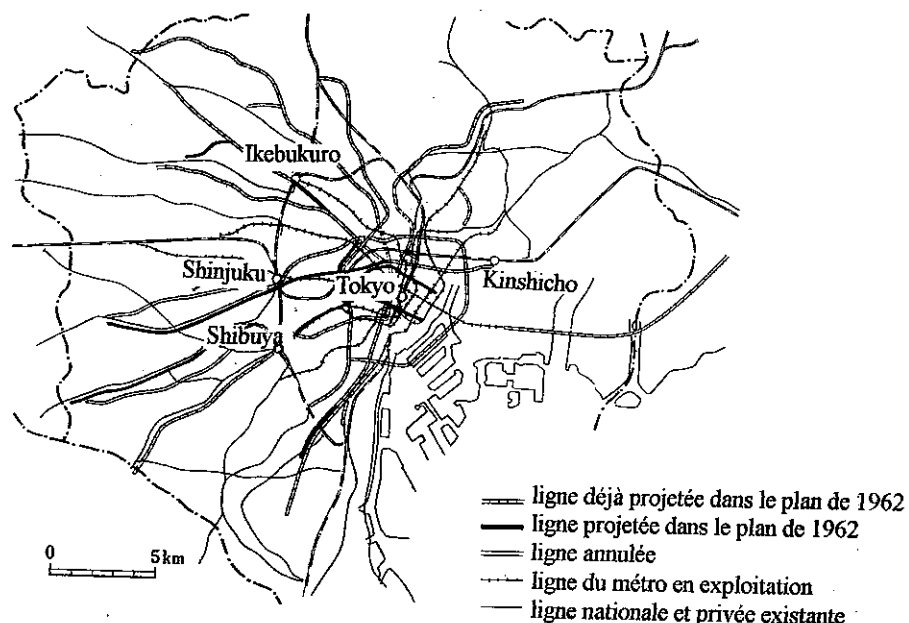 Ikebukuro
Shinjuku
Tokyo
Kinshicho
Shibuya
ligne déjà projetée dans le plan de 1962
ligne projetée dans le plan de 1962
ligne annulée
ligne du métro en exploitation
ligne nationale et privée existante
0 5km